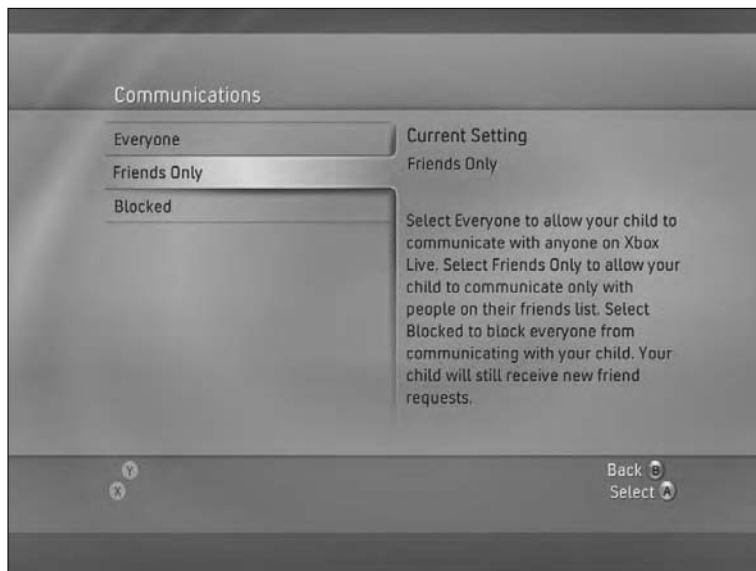 Communications
Everyone
Friends Only
Blocked
Current Setting
Friends Only
Select Everyone to allow your child to
communicate with anyone on Xbox
Live. Select Friends Only to allow your
child to communicate only with
people on their friends list. Select
Blocked to block everyone from
communicating with your child. Your
child will still receive new friend
requests.
Y
X
Back B
Select A